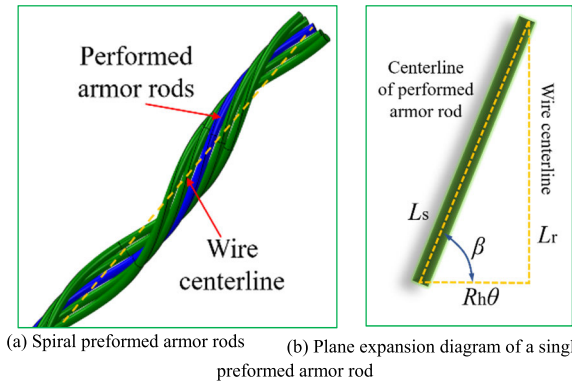 Performed
armor rods
Wire
centerline
Centerline
of performed
armor rod
Wire centerline
Ls
β
Lr
Rhθ
(a) Spiral preformed armor rods
(b) Plane expansion diagram of a singl
preformed armor rod